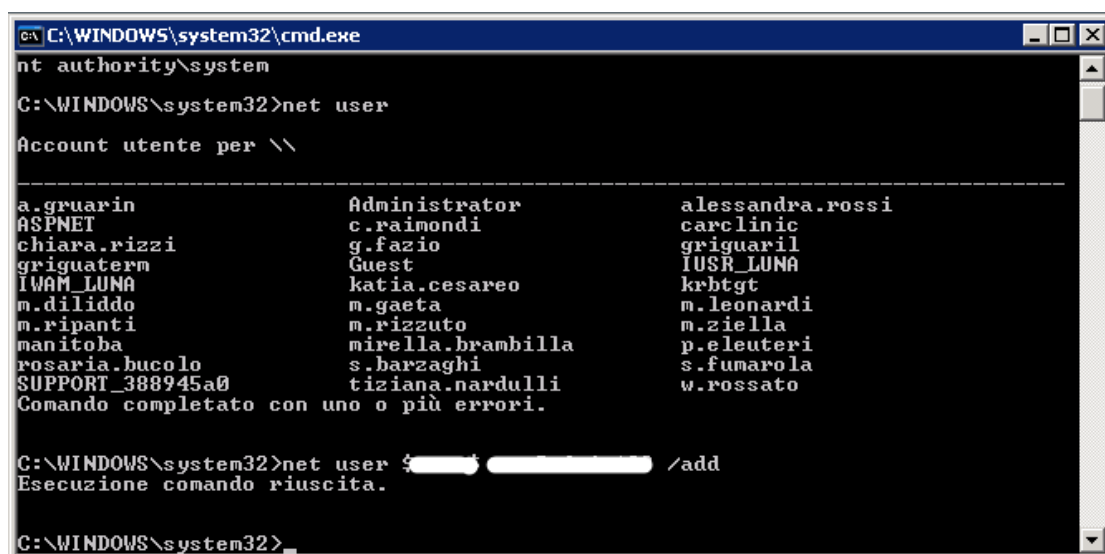 C:\WINDOWS\system32\cmd.exe
nt authority\system
C:\WINDOWS\system32>net user
Account utente per \\
-------------------------------------------------------------------------------
a.gruarin Administrator alessandra.rossi
ASPNET c.raimondi carclinic
chiara.rizzi g.fazio griguaril
griguaterm Guest IUSR_LUNA
IWAM_LUNA katia.cesareo krbtgt
m.diliddo m.gaeta m.leonardi
m.ripanti m.rizzuto m.ziella
manitoba mirella.brambilla p.eleuteri
rosaria.bucolo s.barzaghi s.fumarola
SUPPORT_388945a0 tiziana.nardulli w.rossato
Comando completato con uno o più errori.
C:\WINDOWS\system32>net user /add
Esecuzione comando riuscita.
C:\WINDOWS\system32>_